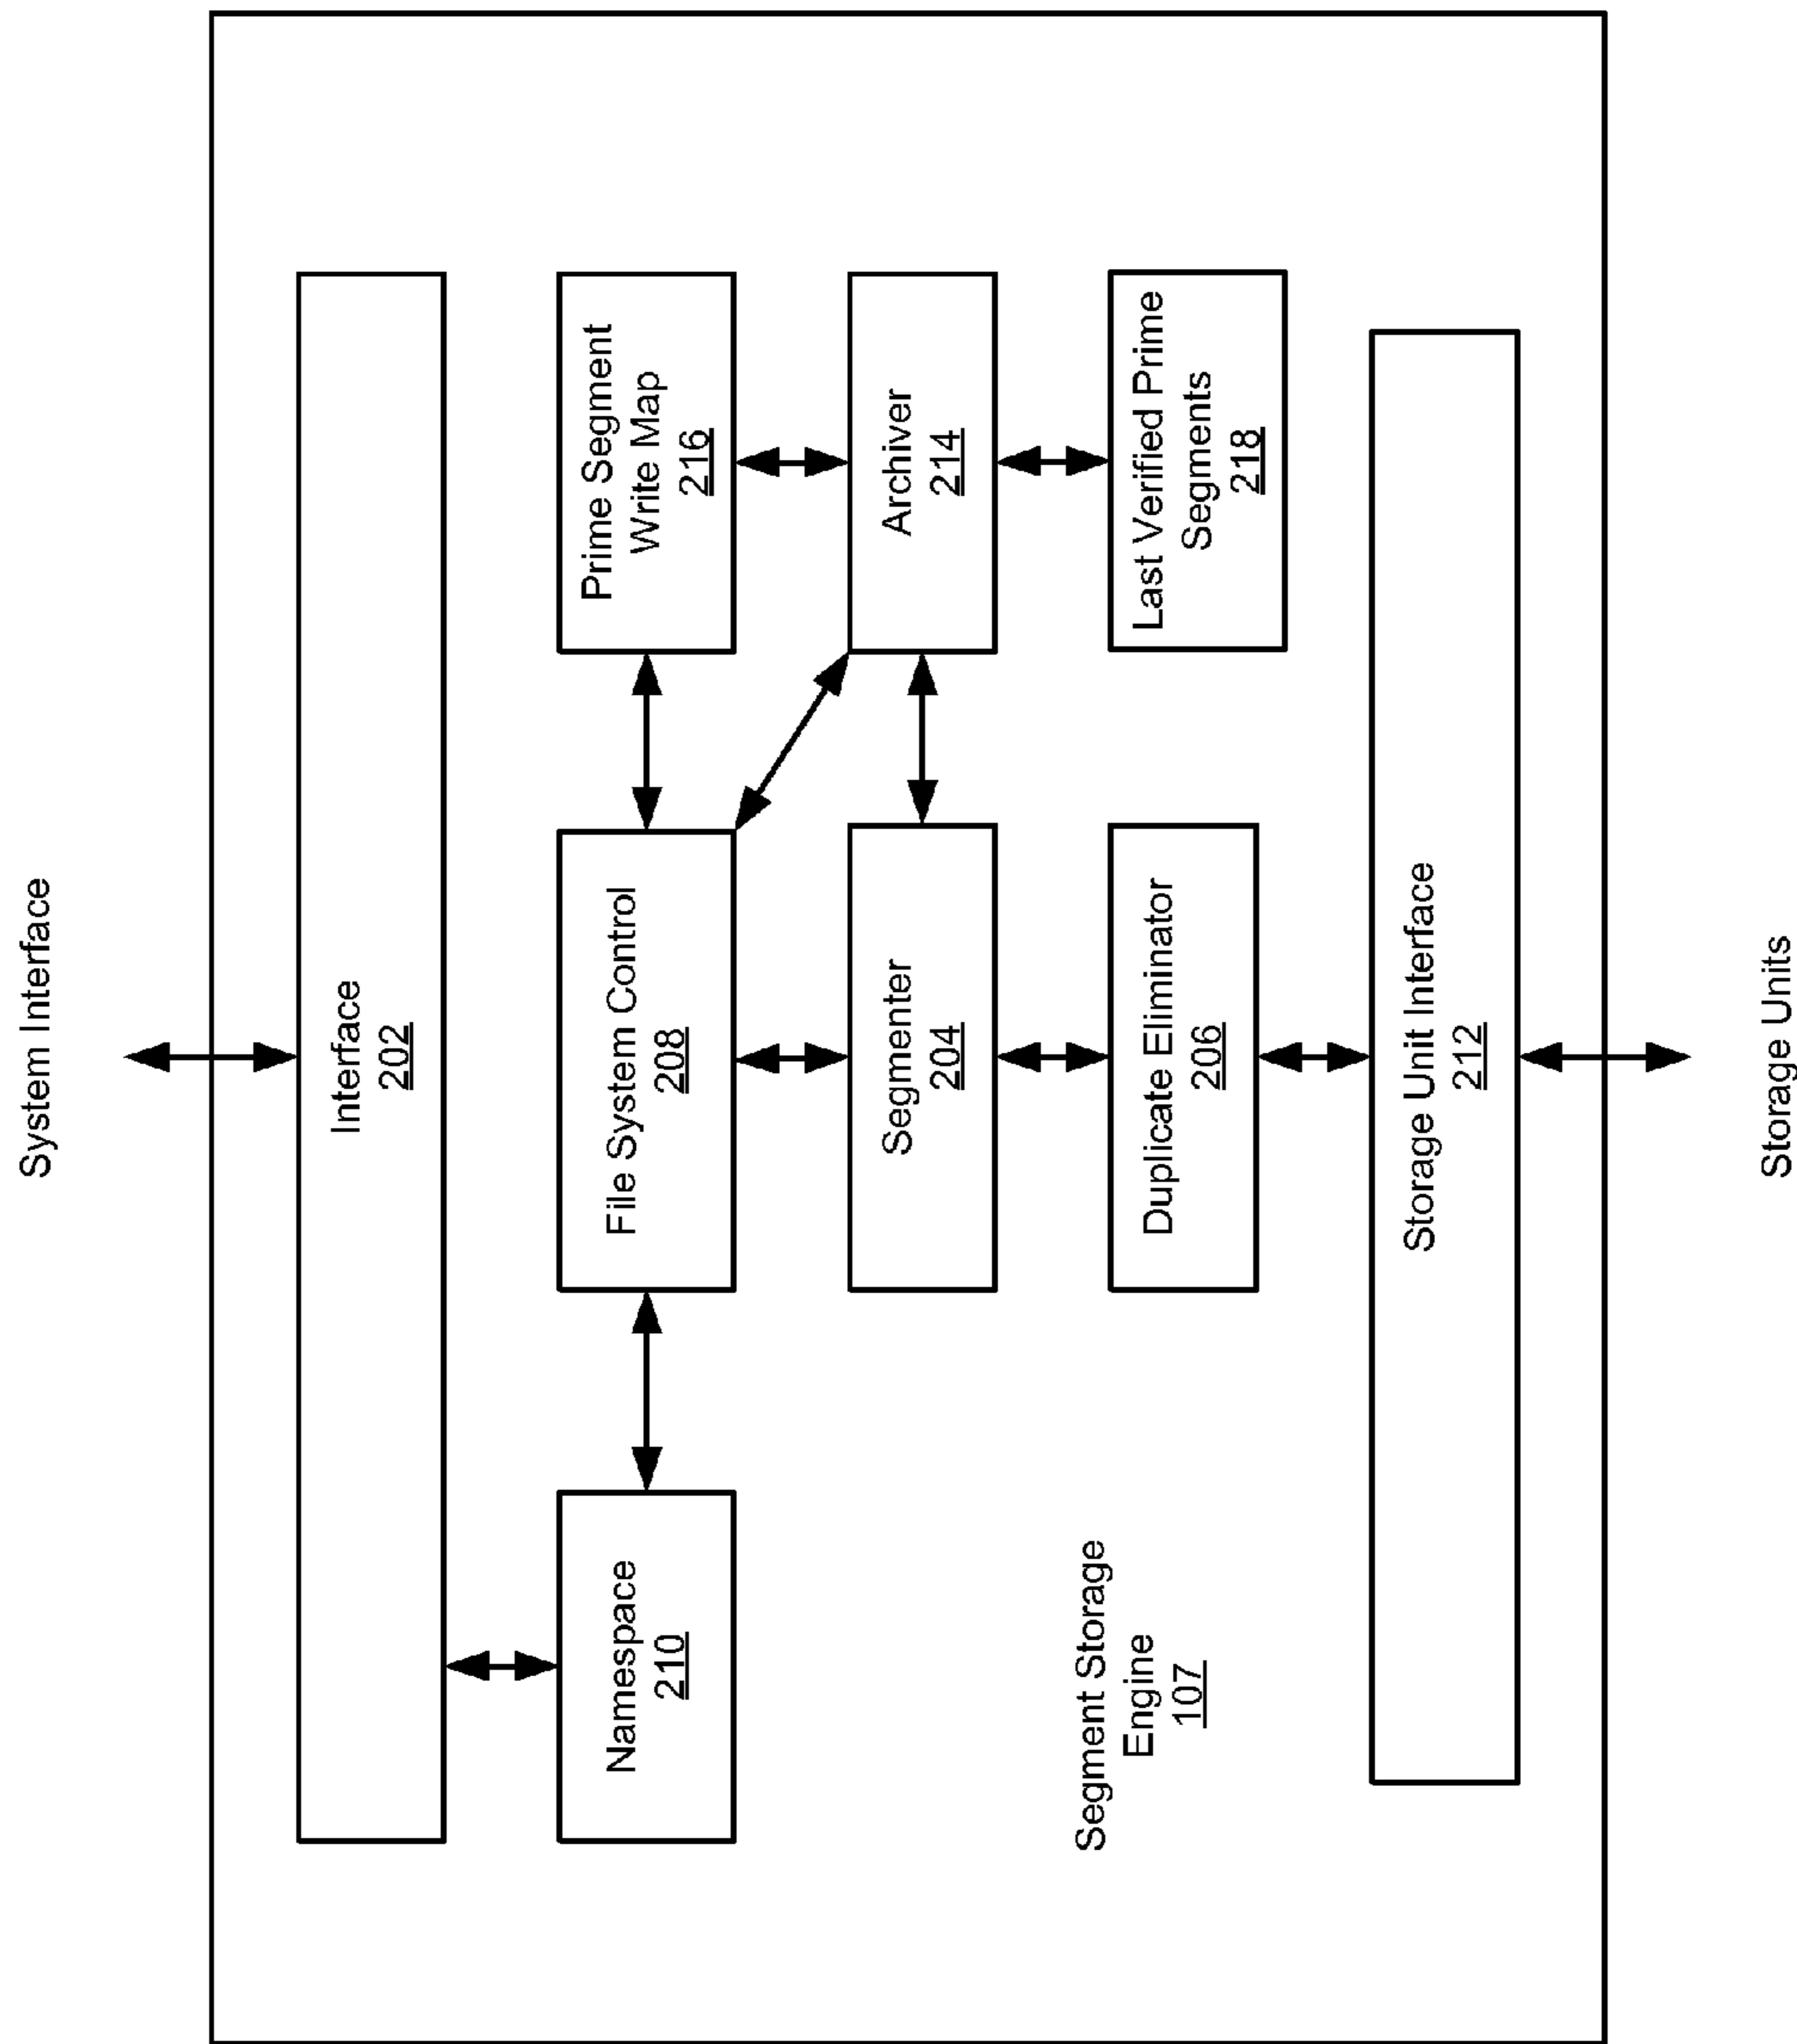 System Interface
Interface
202
Namespace
210
File System Control
208
Prime Segment
Write Map
216
Segmenter
204
Archiver
214
Segment Storage
Engine
107
Duplicate Eliminator
206
Last Verified Prime
Segments
218
Storage Unit Interface
212
Storage Units